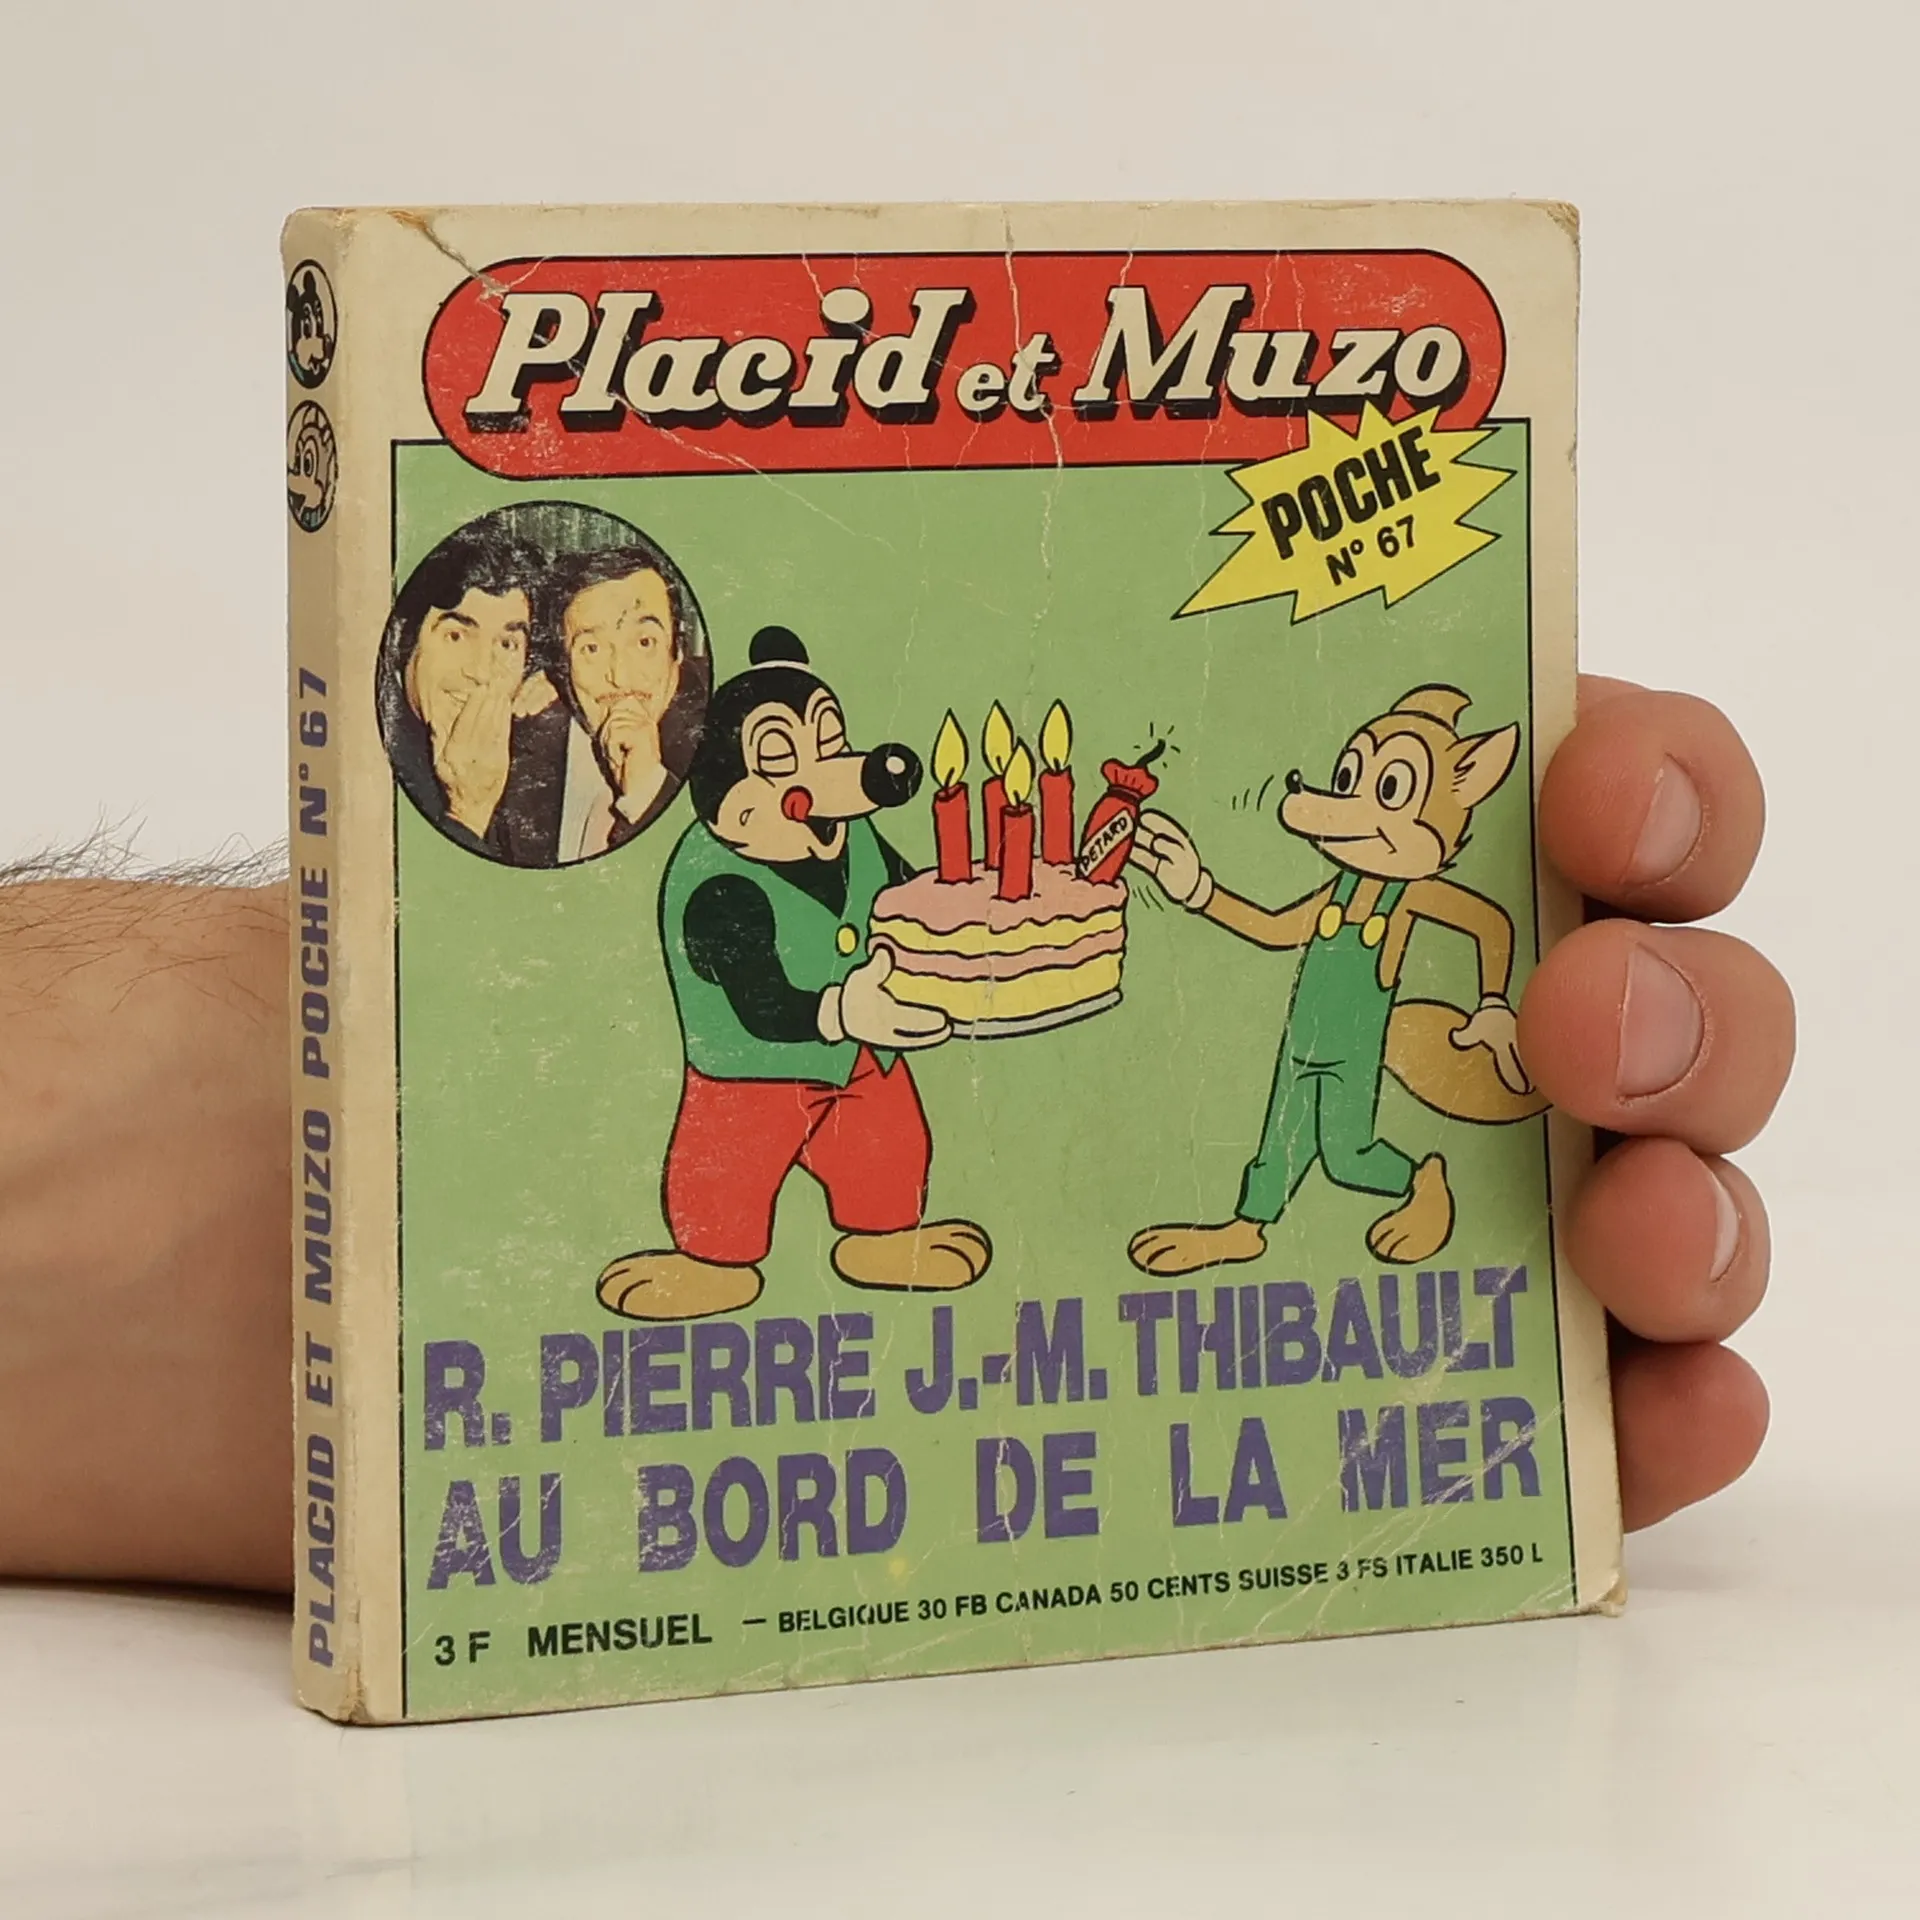 Placid et Muzo
POCHE
N° 67
DETARD
R. PIERRE J.-M. THIBAULT
AU BORD DE LA MER
3 F MENSUEL — BELGIQUE 30 FB CANADA 50 CENTS SUISSE 3 FS ITALIE 350 L
PLACID ET MUZO POCHE N° 67